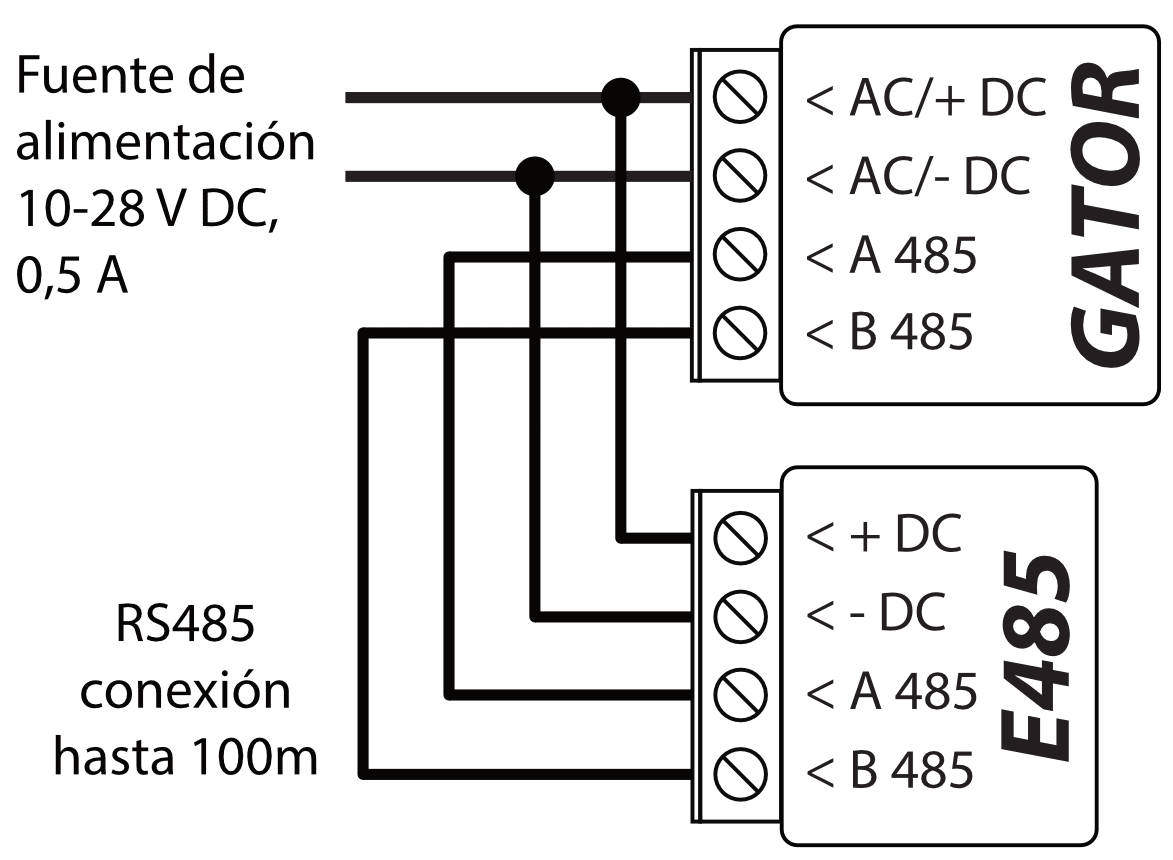 Fuente de
alimentación
10-28 V DC,
0,5 A
< AC/+ DC
< AC/- DC
< A 485
< B 485
GATOR
RS485
conexión
hasta 100m
< + DC
< - DC
< A 485
< B 485
E485